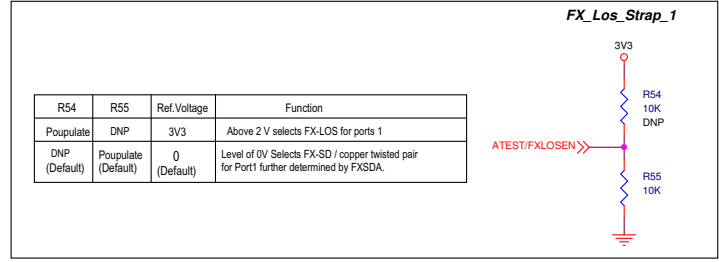 FX_Los_Strap_1
3V3
R54
10K
DNP
ATEST/FXLOSEN
R55
10K
R54 R55 Ref.Voltage Function
Poupulate DNP 3V3 Above 2 V selects FX-LOS for ports 1
DNP (Default) Poupulate (Default) 0 (Default) Level of 0V Selects FX-SD / copper twisted pair
for Port1 further determined by FXSDA.